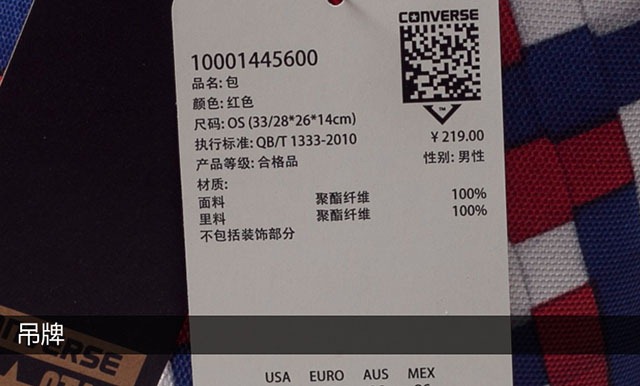 CONVERSE
10001445600
品名: 包
颜色: 红色
尺码: OS (33/28*26*14cm)
执行标准: QB/T 1333-2010
¥ 219.00
产品等级: 合格品
性别: 男性
材质:
面料 聚酯纤维 100%
里料 聚酯纤维 100%
不包括装饰部分
吊牌
CONVERSE
USA EURO AUS MEX